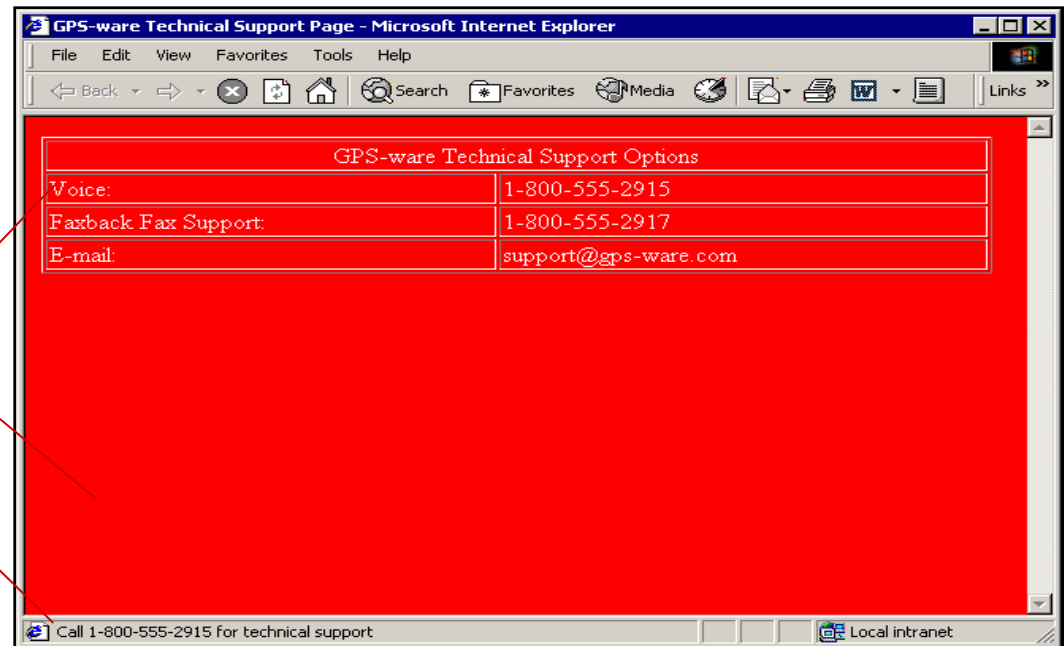 GPS-ware Technical Support Page - Microsoft Internet Explorer
File Edit View Favorites Tools Help
Back Search Favorites Media W Links »
GPS-ware Technical Support Options
Voice: 1-800-555-2915
Faxback Fax Support: 1-800-555-2917
E-mail: support@gps-ware.com
Call 1-800-555-2915 for technical support Local intranet